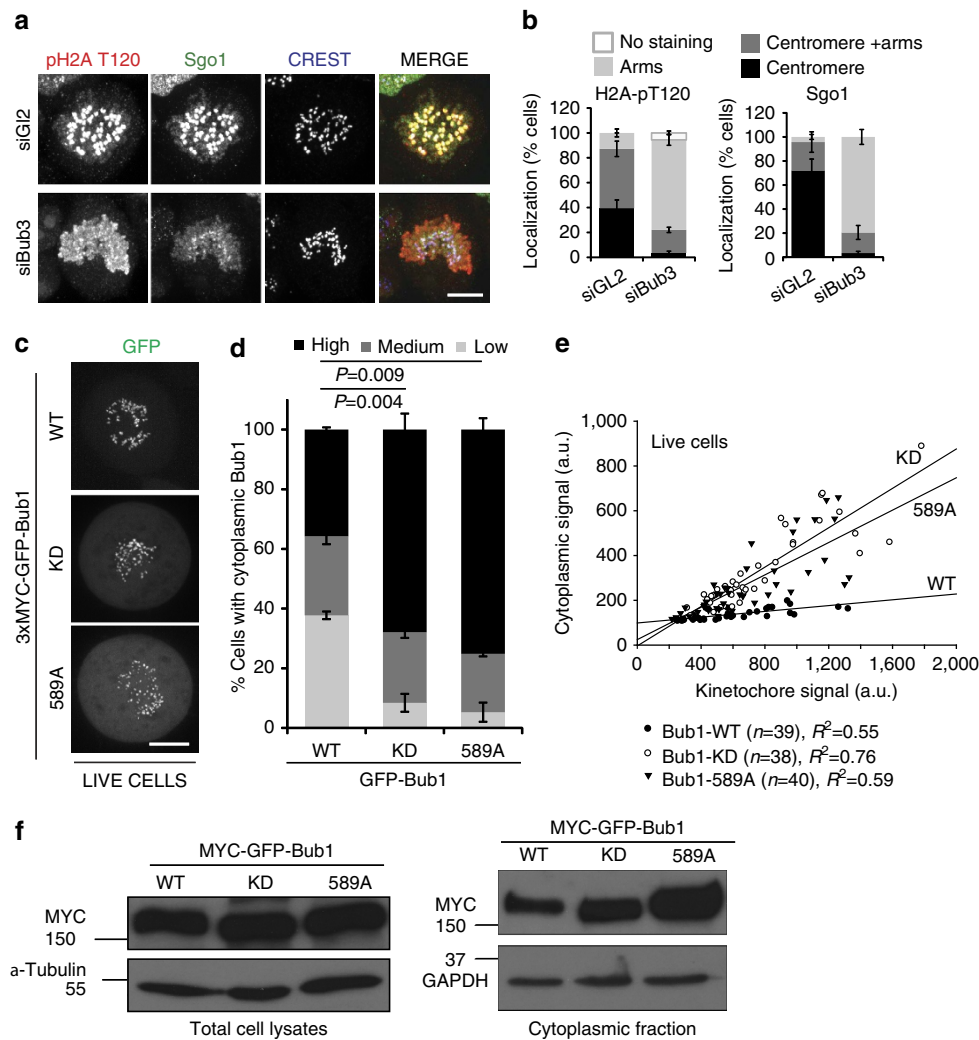 a
pH2A T120 Sgo1 CREST MERGE
siGl2
siBub3
b
No staining
Arms
Centromere +arms
Centromere
H2A-pT120
Localization (% cells)
120
100
80
60
40
20
0
siGL2 siBub3
Sgo1
Localization (% cells)
120
100
80
60
40
20
0
siGL2 siBub3
c
GFP
3xMYC-GFP-Bub1
WT
KD
589A
LIVE CELLS
d
High Medium Low
P=0.009
P=0.004
% Cells with cytoplasmic Bub1
100
80
60
40
20
0
WT KD 589A
GFP-Bub1
e
Live cells
Cytoplasmic signal (a.u.)
1,000
800
600
400
200
0
KD
589A
WT
0 400 800 1,200 1,600 2,000
Kinetochore signal (a.u.)
Bub1-WT (n=39), R²=0.55
Bub1-KD (n=38), R²=0.76
Bub1-589A (n=40), R²=0.59
f
MYC-GFP-Bub1
WT KD 589A
MYC
150
a-Tubulin
55
Total cell lysates
MYC-GFP-Bub1
WT KD 589A
MYC
150
37
GAPDH
Cytoplasmic fraction